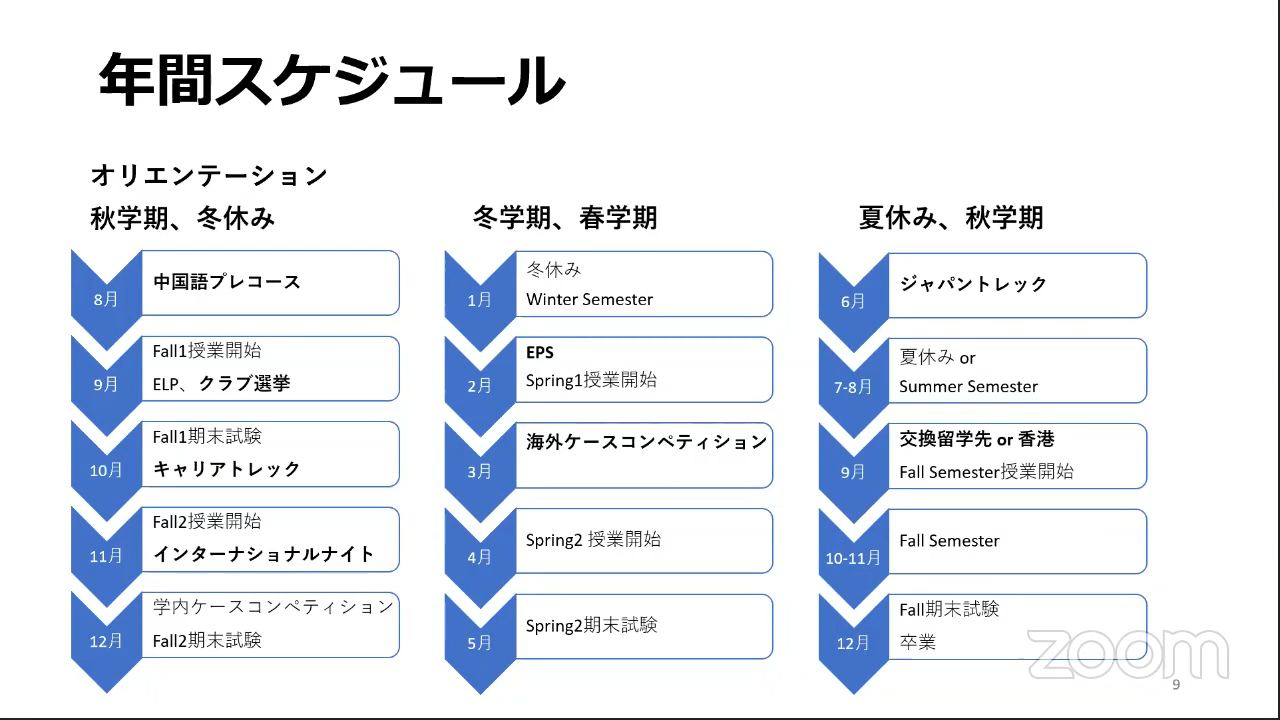 年間スケジュール
オリエンテーション
秋学期、冬休み
8月
中国語プレコース
9月
Fall1授業開始
ELP、クラブ選挙
10月
Fall1期末試験
キャリアトレック
11月
Fall2授業開始
インターナショナルナイト
12月
学内ケースコンペティション
Fall2期末試験
冬学期、春学期
1月
冬休み
Winter Semester
2月
EPS
Spring1授業開始
3月
海外ケースコンペティション
4月
Spring2 授業開始
5月
Spring2期末試験
夏休み、秋学期
6月
ジャパントレック
7-8月
夏休み or
Summer Semester
9月
交換留学先 or 香港
Fall Semester授業開始
10-11月
Fall Semester
12月
Fall期末試験
卒業
zoom
9